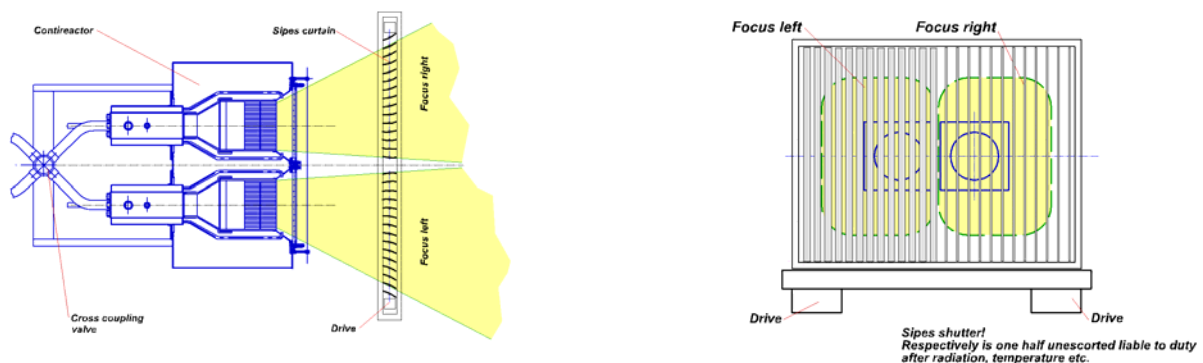 Contireactor
Sipes curtain
Focus right
Focus left
Cross coupling
valve
Drive
Focus left
Focus right
Drive
Drive
Sipes shutter!
Respectively is one half unescorted liable to duty
after radiation, temperature etc.